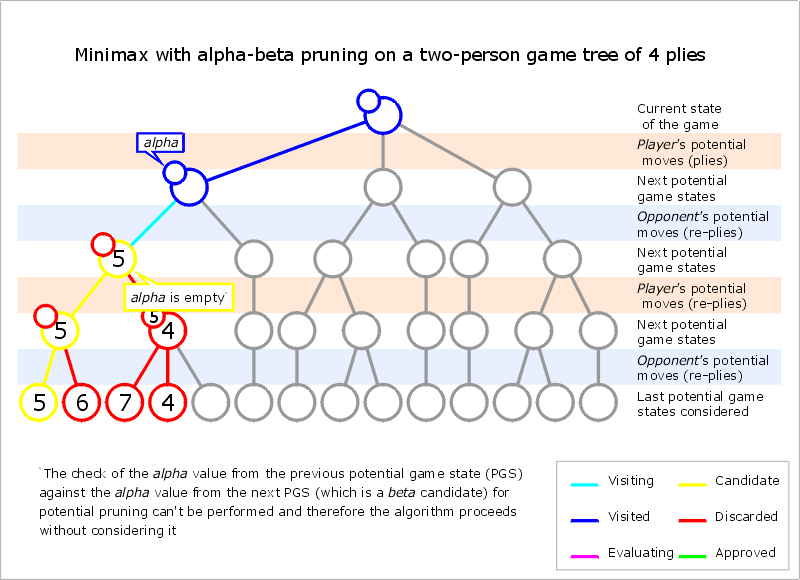 Minimax with alpha-beta pruning on a two-person game tree of 4 plies
Current state
of the game
alpha
Player's potential
moves (plies)
Next potential
game states
Opponent's potential
moves (re-plies)
5
Next potential
game states
alpha is empty*
Player's potential
moves (re-plies)
5
5
4
Next potential
game states
Opponent's potential
moves (re-plies)
5 6 7 4
Last potential game
states considered
*The check of the alpha value from the previous potential game state (PGS)
against the alpha value from the next PGS (which is a beta candidate) for
potential pruning can't be performed and therefore the algorithm proceeds
without considering it
Visiting
Candidate
Visited
Discarded
Evaluating
Approved